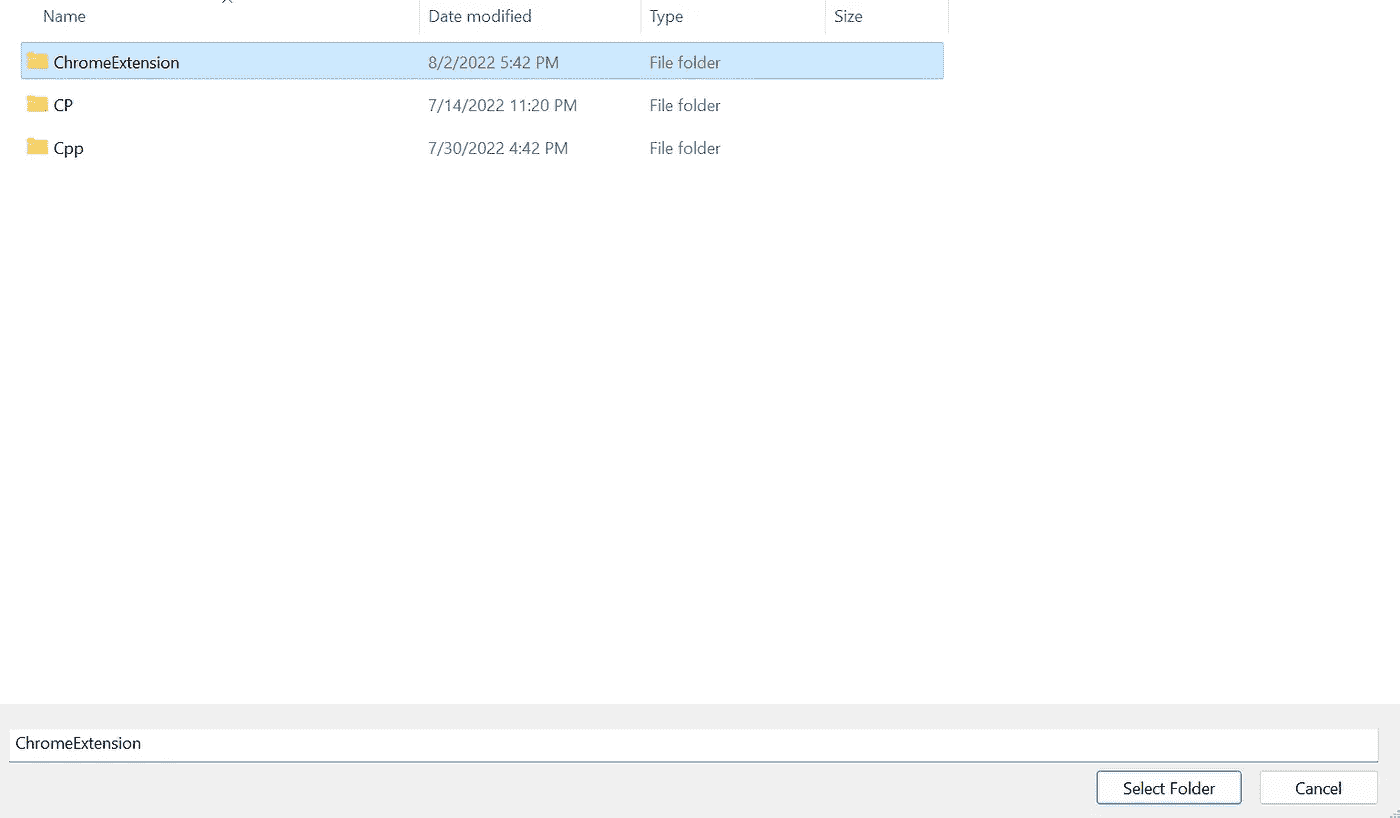 Name Date modified Type Size
ChromeExtension 8/2/2022 5:42 PM File folder
CP 7/14/2022 11:20 PM File folder
Cpp 7/30/2022 4:42 PM File folder
ChromeExtension
Select Folder Cancel